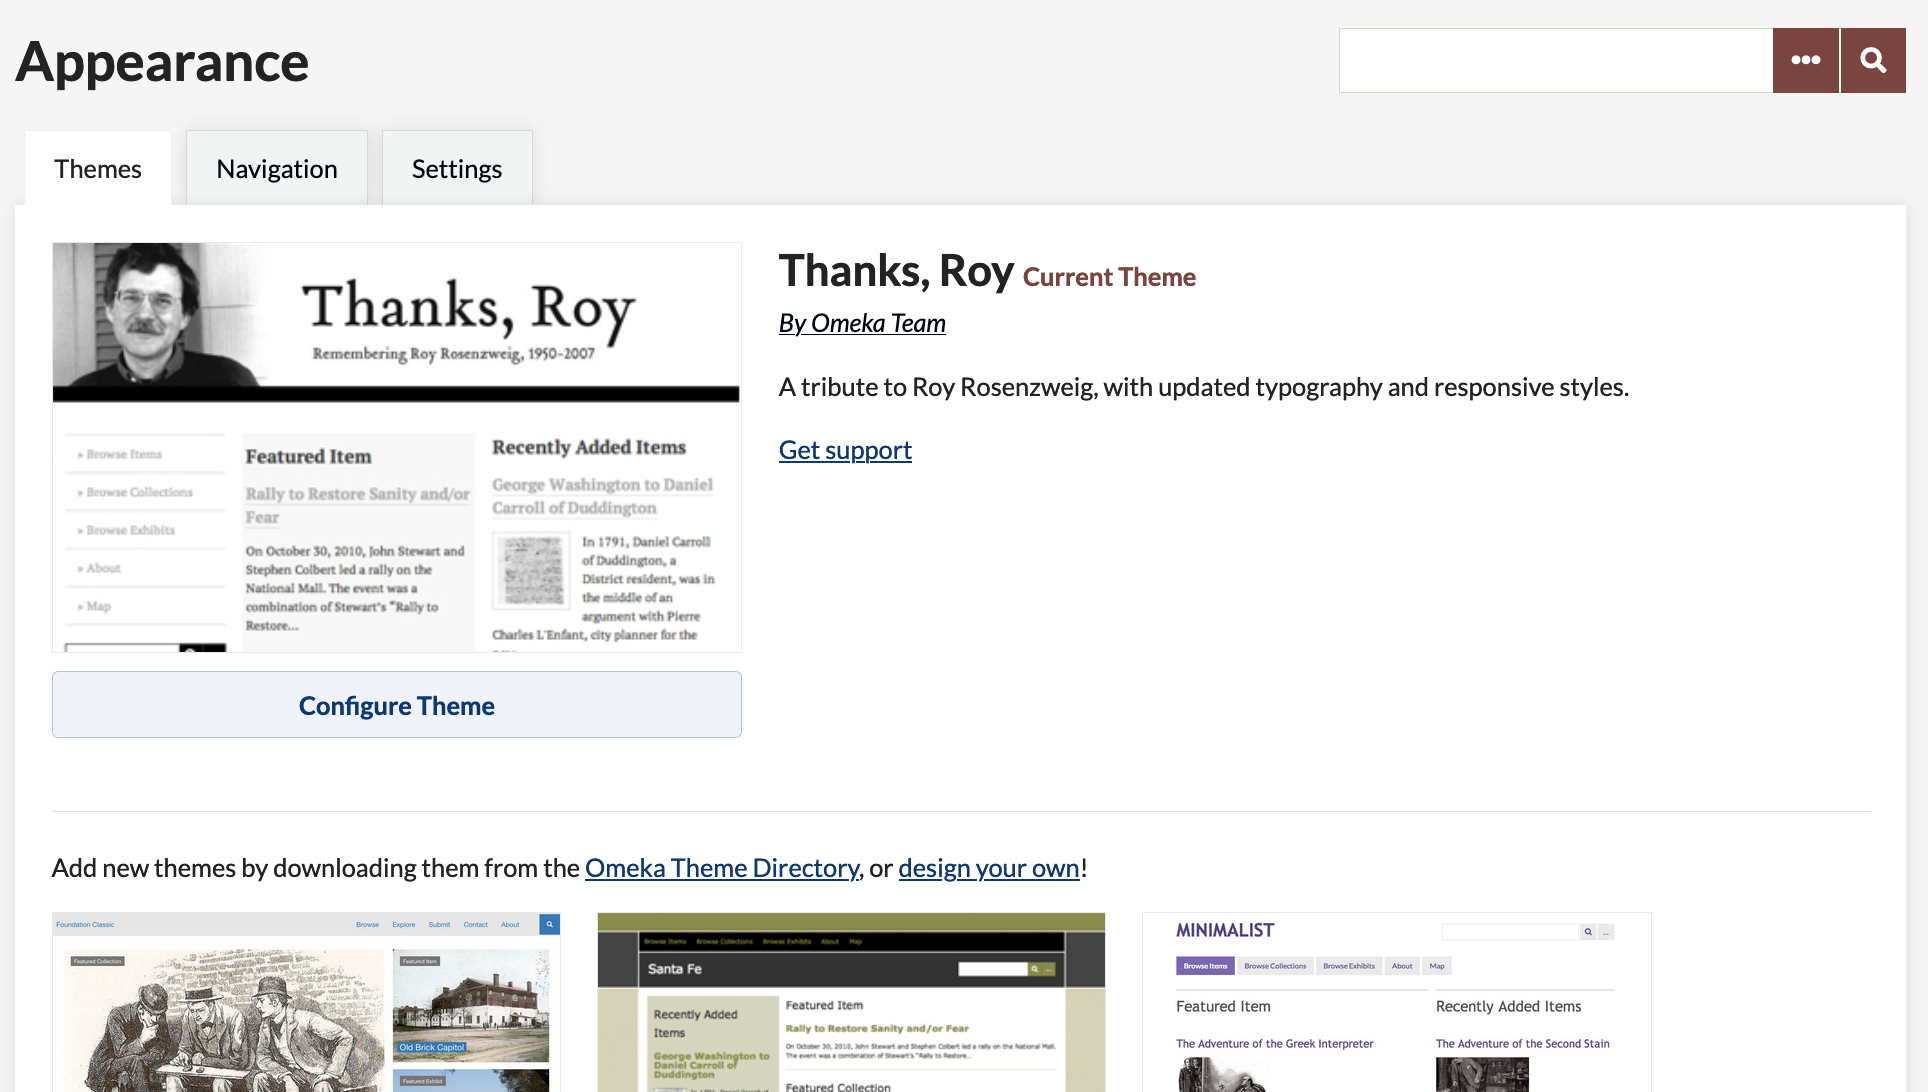 Appearance
Themes
Navigation
Settings
Thanks, Roy
Remembering Roy Rosenzweig, 1950-2007
» Browse Items
» Browse Collections
» Browse Exhibits
» About
» Map
Featured Item
Rally to Restore Sanity and/or
Fear
On October 30, 2010, John Stewart and
Stephen Colbert led a rally on the
National Mall. The event was a
combination of Stewart's "Rally to
Restore...
Recently Added Items
George Washington to Daniel
Carroll of Duddington
In 1791, Daniel Carroll
of Duddington, a
District resident, was in
the middle of an
argument with Pierre
Charles L'Enfant, city planner for the
Configure Theme
Thanks, Roy Current Theme
By Omeka Team
A tribute to Roy Rosenzweig, with updated typography and responsive styles.
Get support
Add new themes by downloading them from the Omeka Theme Directory, or design your own!
Foundation Classic
Browse Explore Submit Contact About
Featured Collection
Featured Item
Old Brick Capitol
Featured Exhibit
Browse Items Browse Collections Browse Exhibits About Map
Santa Fe
Recently Added
Items
George Washington to
Daniel Carroll of
Duddington
In 1791, Daniel
Featured Item
Rally to Restore Sanity and/or Fear
On October 30, 2010, John Stewart and Stephen Colbert led a rally on the National Mall.
The event was a combination of Stewart's "Rally to Restore...
Featured Collection
MINIMALIST
Browse Items Browse Collections Browse Exhibits About Map
Featured Item
The Adventure of the Greek Interpreter
Recently Added Items
The Adventure of the Second Stain